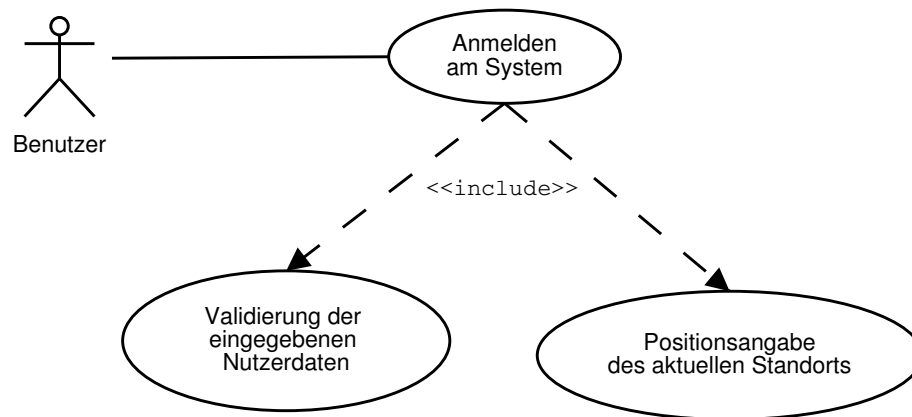 Anmelden
am System
Benutzer
<<include>>
Validierung der
eingegebenen
Nutzerdaten
Positionsangabe
des aktuellen Standorts